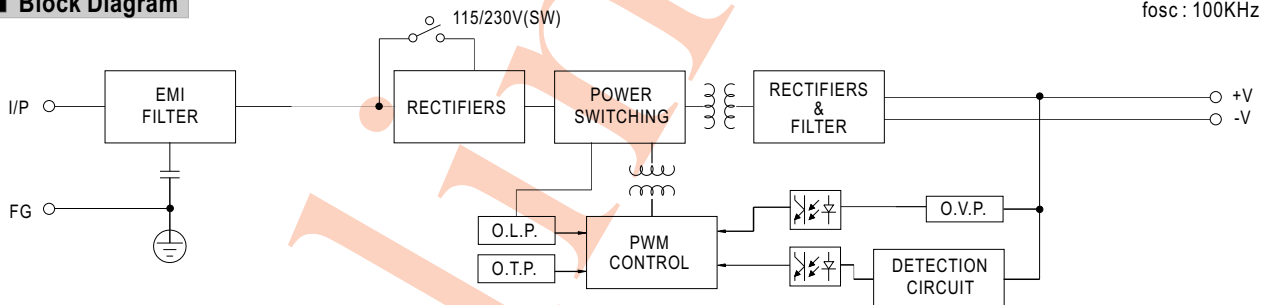 Block Diagram
fosc : 100KHz
115/230V(SW)
I/P
EMI
FILTER
RECTIFIERS
POWER
SWITCHING
RECTIFIERS
&
FILTER
+V
-V
FG
O.L.P.
O.T.P.
PWM
CONTROL
O.V.P.
DETECTION
CIRCUIT